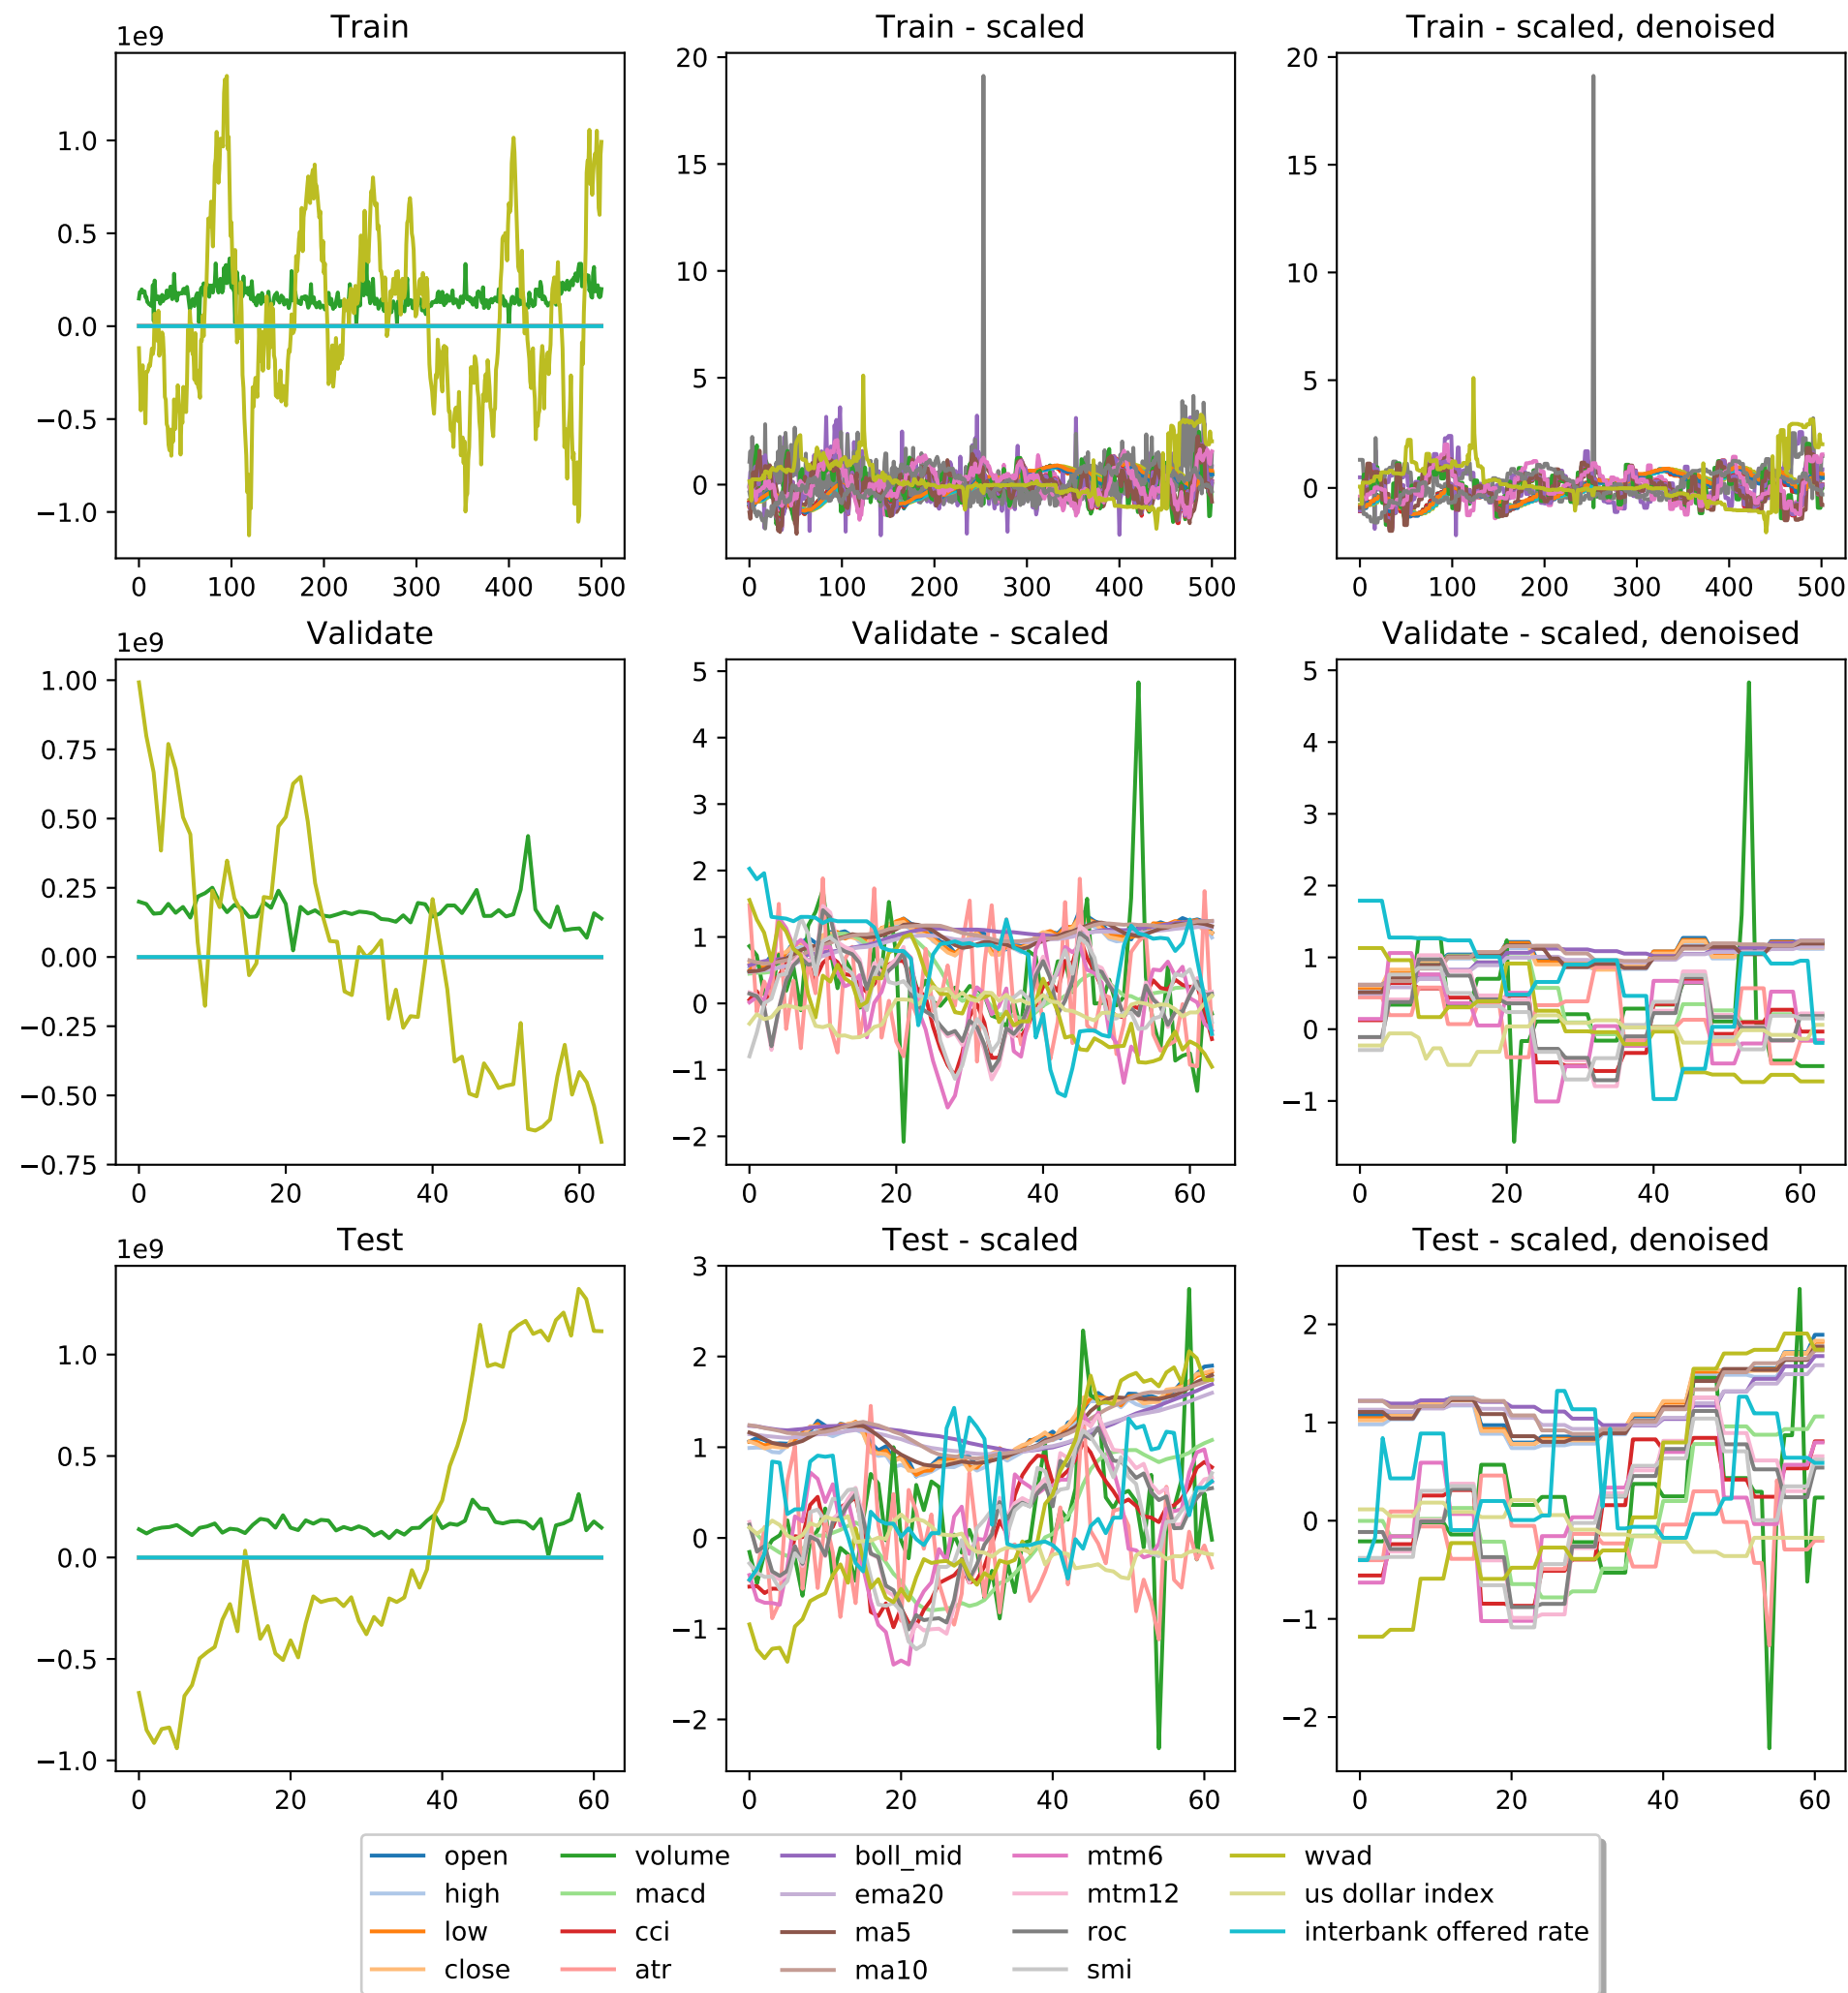 Train
Train - scaled
Train - scaled, denoised
1e9
1.0
0.5
0.0
−0.5
−1.0
0 100 200 300 400 500
20
15
10
5
0
0 100 200 300 400 500
20
15
10
5
0
0 100 200 300 400 500
Validate
Validate - scaled
Validate - scaled, denoised
1e9
1.00
0.75
0.50
0.25
0.00
−0.25
−0.50
−0.75
0 20 40 60
5
4
3
2
1
0
−1
−2
0 20 40 60
5
4
3
2
1
0
−1
0 20 40 60
Test
Test - scaled
Test - scaled, denoised
1e9
1.0
0.5
0.0
−0.5
−1.0
0 20 40 60
3
2
1
0
−1
−2
0 20 40 60
2
1
0
−1
−2
0 20 40 60
open
high
low
close
volume
macd
cci
atr
boll_mid
ema20
ma5
ma10
mtm6
mtm12
roc
smi
wvad
us dollar index
interbank offered rate